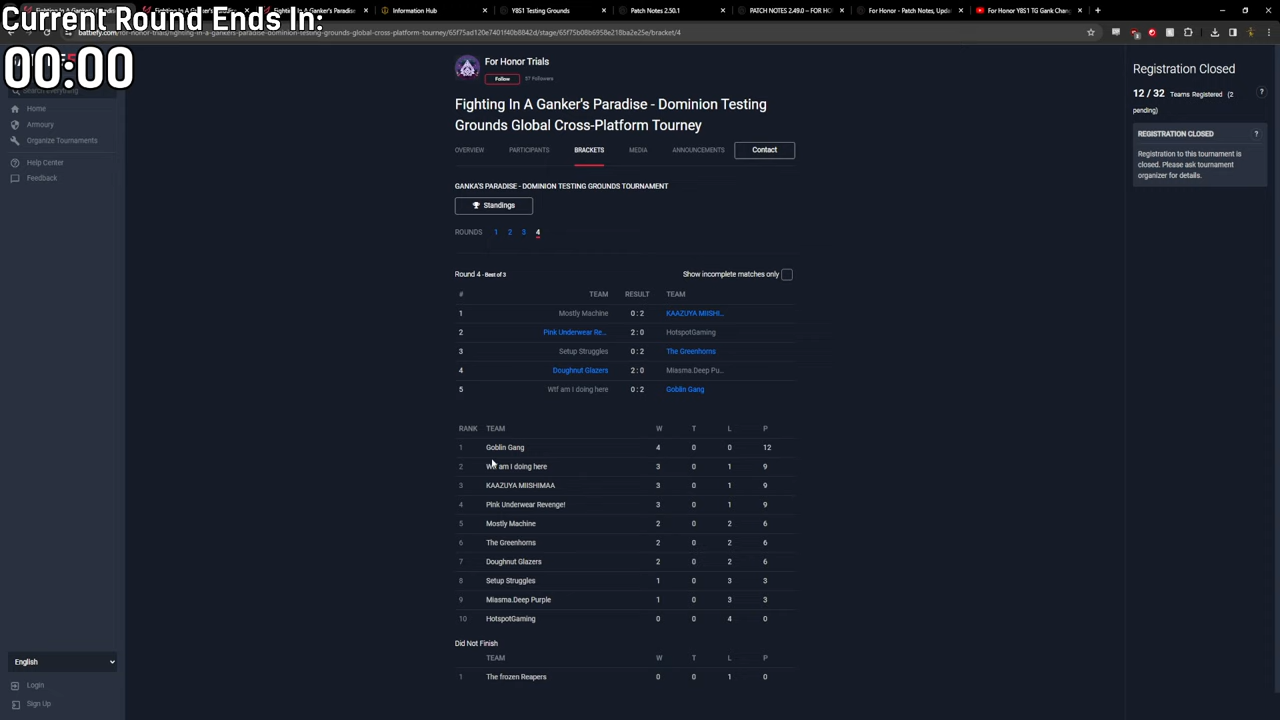 Fighting In A Ganker's Paradise
Information Hub
Y8S1 Testing Grounds
Patch Notes 2.50.1
PATCH NOTES 2.49.0 – FOR HO
For Honor - Patch Notes, Upda
For Honor Y8S1 TG Gank Chan
Current Round Ends In:
00:00
Search everything
Home
Armoury
Organize Tournaments
Help Center
Feedback
English
Login
Sign Up
For Honor Trials
Follow
57 Followers
Fighting In A Ganker's Paradise - Dominion Testing
Grounds Global Cross-Platform Tourney
OVERVIEW PARTICIPANTS BRACKETS MEDIA ANNOUNCEMENTS Contact
GANKA'S PARADISE - DOMINION TESTING GROUNDS TOURNAMENT
Standings
ROUNDS 1 2 3 4
Round 4 - Best of 3 Show incomplete matches only
# TEAM RESULT TEAM
1 Mostly Machine 0 : 2 KAAZUYA MIISHI...
2 Pink Underwear Re... 2 : 0 HotspotGaming
3 Setup Struggles 0 : 2 The Greenhorns
4 Doughnut Glazers 2 : 0 Miasma.Deep Pu...
5 Wtf am I doing here 0 : 2 Goblin Gang
RANK TEAM W T L P
1 Goblin Gang 4 0 0 12
2 Wtf am I doing here 3 0 1 9
3 KAAZUYA MIISHIMAA 3 0 1 9
4 Pink Underwear Revenge! 3 0 1 9
5 Mostly Machine 2 0 2 6
6 The Greenhorns 2 0 2 6
7 Doughnut Glazers 2 0 2 6
8 Setup Struggles 1 0 3 3
9 Miasma.Deep Purple 1 0 3 3
10 HotspotGaming 0 0 4 0
Did Not Finish
TEAM W T L P
1 The frozen Reapers 0 0 1 0
Registration Closed
12 / 32 Teams Registered (2
pending)
?
REGISTRATION CLOSED ?
Registration to this tournament is
closed. Please ask tournament
organizer for details.